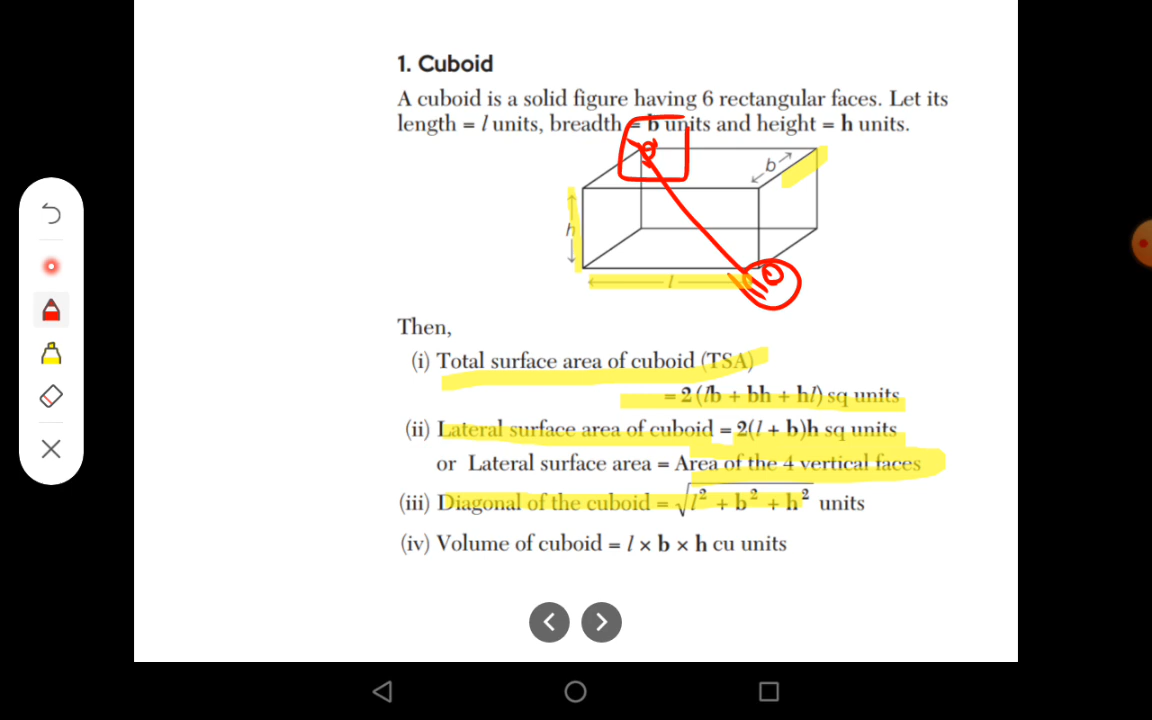 1. Cuboid
A cuboid is a solid figure having 6 rectangular faces. Let its
length = l units, breadth = b units and height = h units.
b
h
l
Then,
(i) Total surface area of cuboid (TSA)
= 2(lb + bh + hl) sq units
(ii) Lateral surface area of cuboid = 2(l + b)h sq units
or Lateral surface area = Area of the 4 vertical faces
(iii) Diagonal of the cuboid = √l² + b² + h² units
(iv) Volume of cuboid = l × b × h cu units